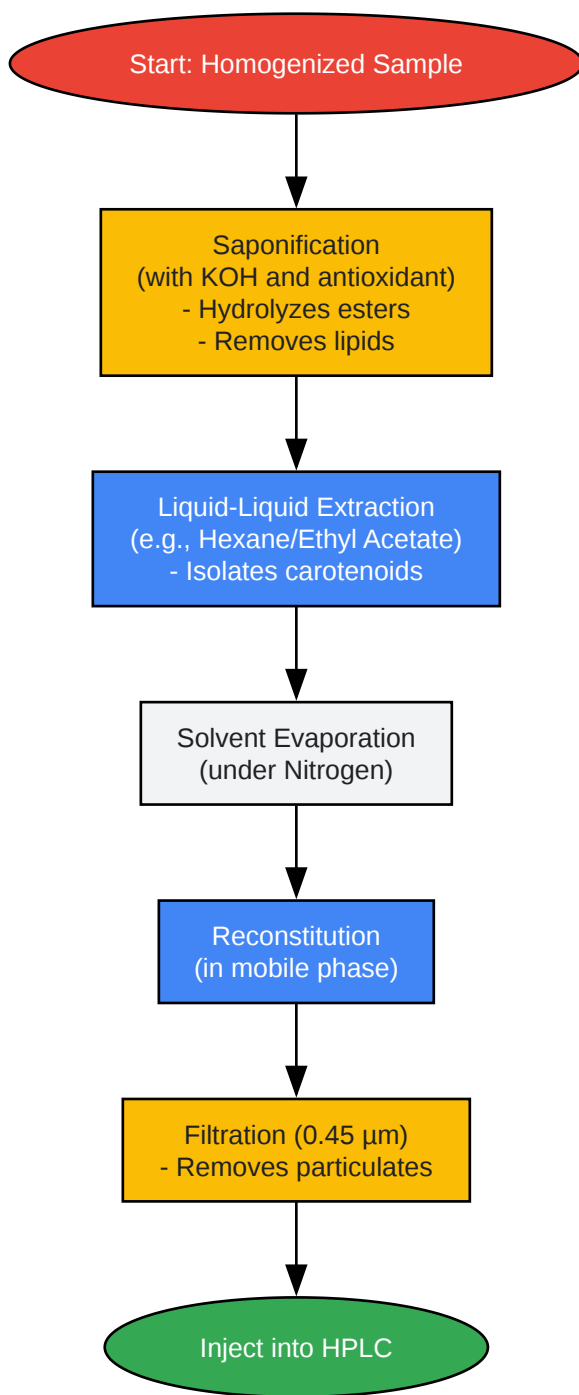 Start: Homogenized Sample
Saponification
(with KOH and antioxidant)
- Hydrolyzes esters
- Removes lipids
Liquid-Liquid Extraction
(e.g., Hexane/Ethyl Acetate)
- Isolates carotenoids
Solvent Evaporation
(under Nitrogen)
Reconstitution
(in mobile phase)
Filtration (0.45 µm)
- Removes particulates
Inject into HPLC